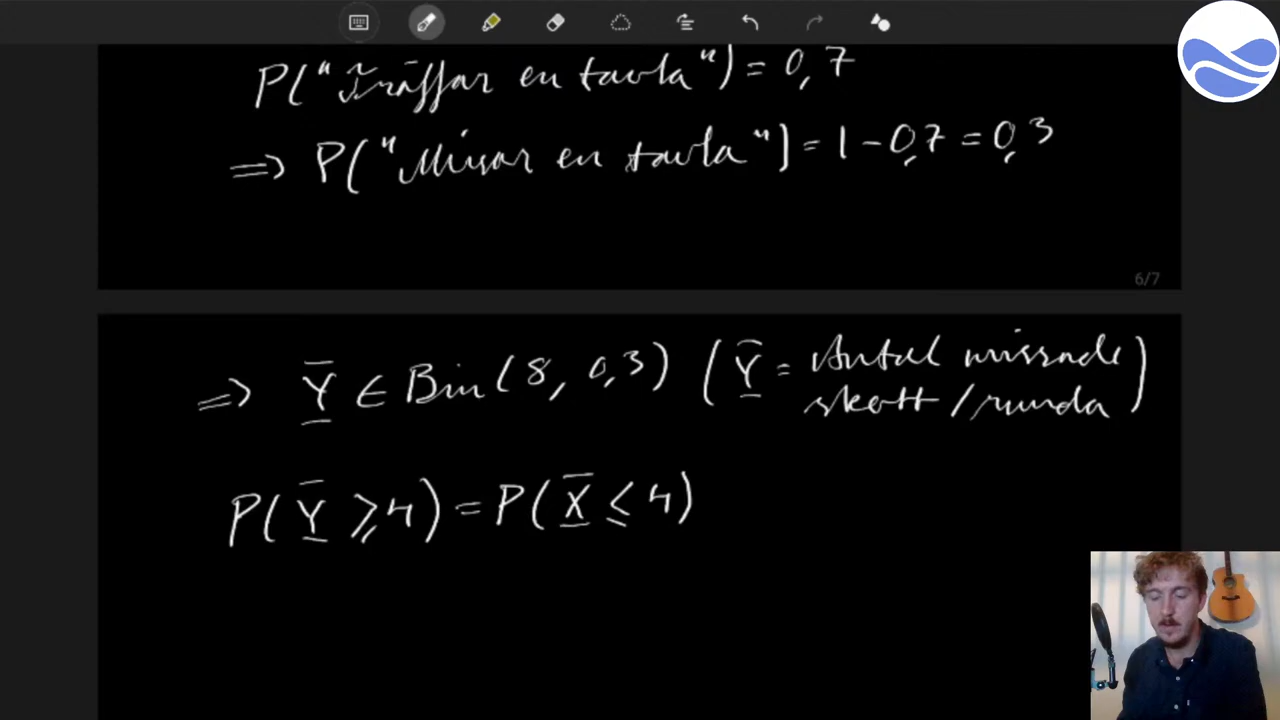 P("Träffar en tavla") = 0,7
=> P("Missar en tavla") = 1 - 0,7 = 0,3
6/7
=> Y ∈ Bin(8, 0,3) (Y = Antal missade
skott/runda)
P(Y ≥ 4) = P(X ≤ 4)